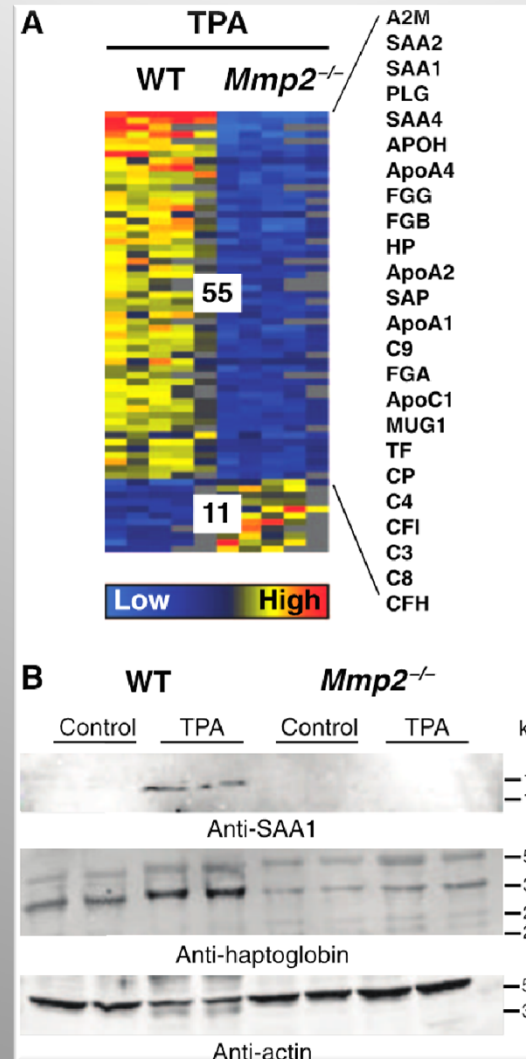 A
TPA
WT Mmp2−/−
A2M
SAA2
SAA1
PLG
SAA4
APOH
ApoA4
FGG
FGB
HP
ApoA2
SAP
ApoA1
C9
FGA
ApoC1
MUG1
TF
CP
C4
CFI
C3
C8
CFH
55
11
Low High
B
WT Mmp2−/−
Control TPA Control TPA
Anti-SAA1
Anti-haptoglobin
Anti-actin